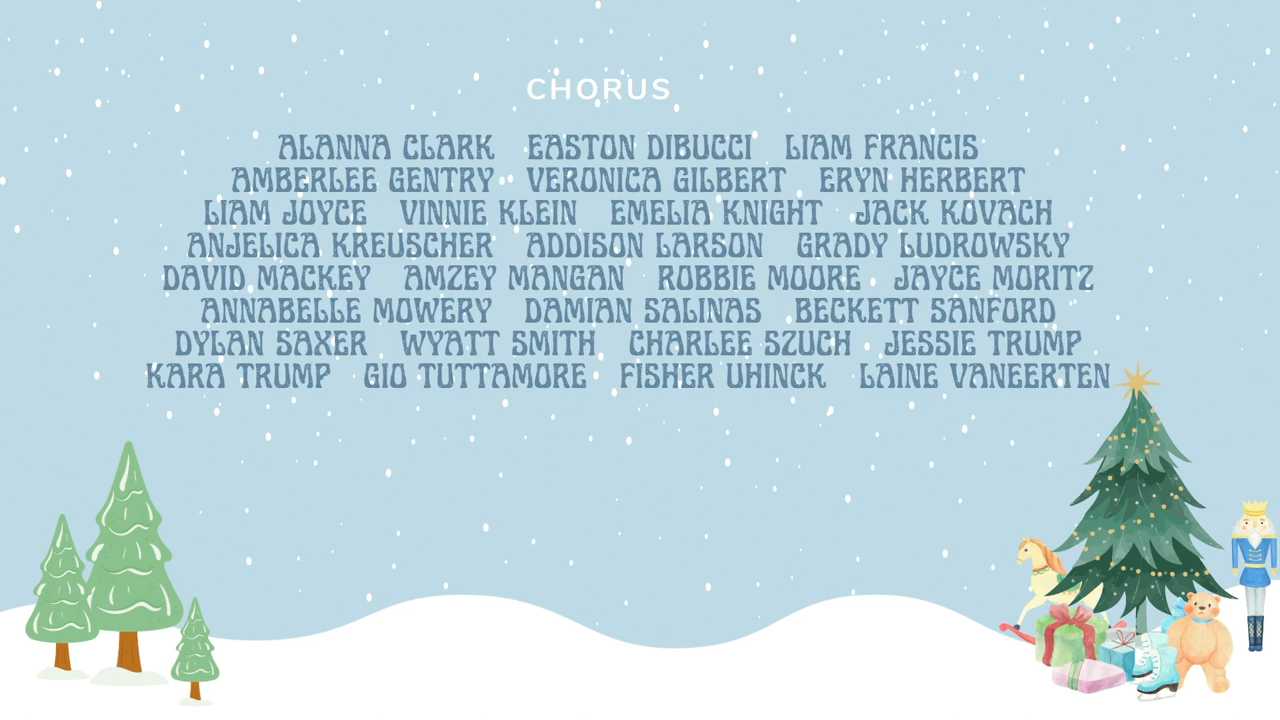 CHORUS
ALANNA CLARK EASTON DIBUCCI LIAM FRANCIS
AMBERLEE GENTRY VERONICA GILBERT ERYN HERBERT
LIAM JOYCE VINNIE KLEIN EMELIA KNIGHT JACK KOVACH
ANJELICA KREUSCHER ADDISON LARSON GRADY LUDROWSKY
DAVID MACKEY AMZEY MANGAN ROBBIE MOORE JAYCE MORITZ
ANNABELLE MOWERY DAMIAN SALINAS BECKETT SANFORD
DYLAN SAXER WYATT SMITH CHARLEE SZUCH JESSIE TRUMP
KARA TRUMP GIO TUTTAMORE FISHER UHINCK LAINE VANEERTEN